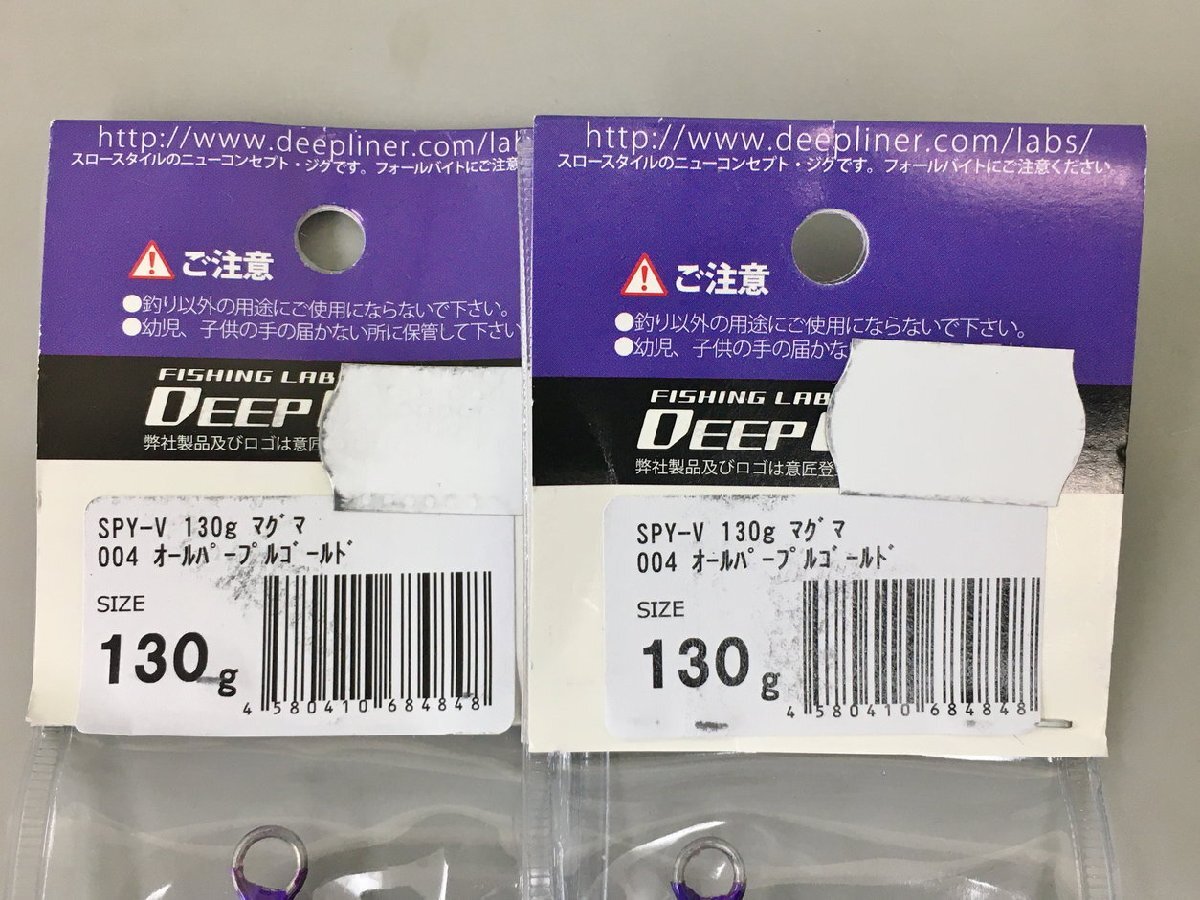 http://www.deepliner.com/lab
スロースタイルのニューコンセプト・ジグです。フォールバイトにご注意
ご注意
●釣り以外の用途にご使用にならないで下さい。
●幼児、子供の手の届かない所に保管して下さい
FISHING LAB
DEEP
弊社製品及びロゴは意匠
SPY-V 130g マグマ
004 オールパープルゴールド
SIZE
130g
4 580410 684848
http://www.deepliner.com/labs/
スロースタイルのニューコンセプト・ジグです。フォールバイトにご注意ください
ご注意
●釣り以外の用途にご使用にならないで下さい。
●幼児、子供の手の届かな
FISHING LAB
DEEP
弊社製品及びロゴは意匠登
SPY-V 130g マグマ
004 オールパープルゴールド
SIZE
130g
4 580410 684848